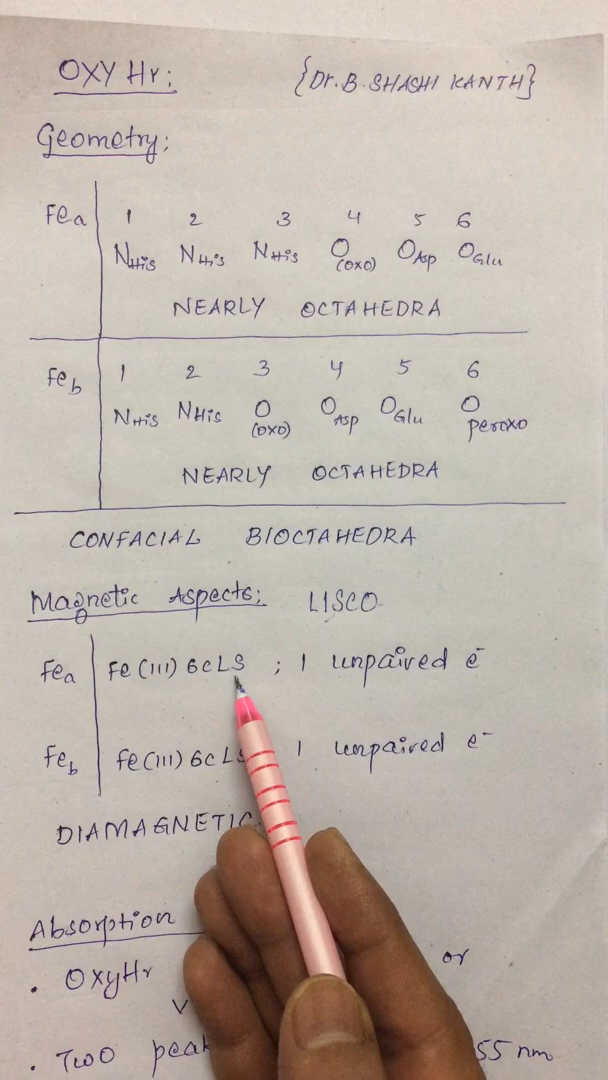 OXY Hr: {Dr. B. SHASHI KANTH}
Geometry:
Fea 1 2 3 4 5 6
NHis NHis NHis O(OXO) OAsp OGlu
NEARLY OCTAHEDRA
Feb 1 2 3 4 5 6
NHis NHis O(OXO) OAsp OGlu O peroxo
NEARLY OCTAHEDRA
CONFACIAL BIOCTAHEDRA
Magnetic Aspects: LISCO
Fea Fe(III) 6C LS ; 1 unpaired e-
Feb Fe(III) 6C LS 1 unpaired e-
DIAMAGNETIC
Absorption
• OxyHr or
• Two 55 nm